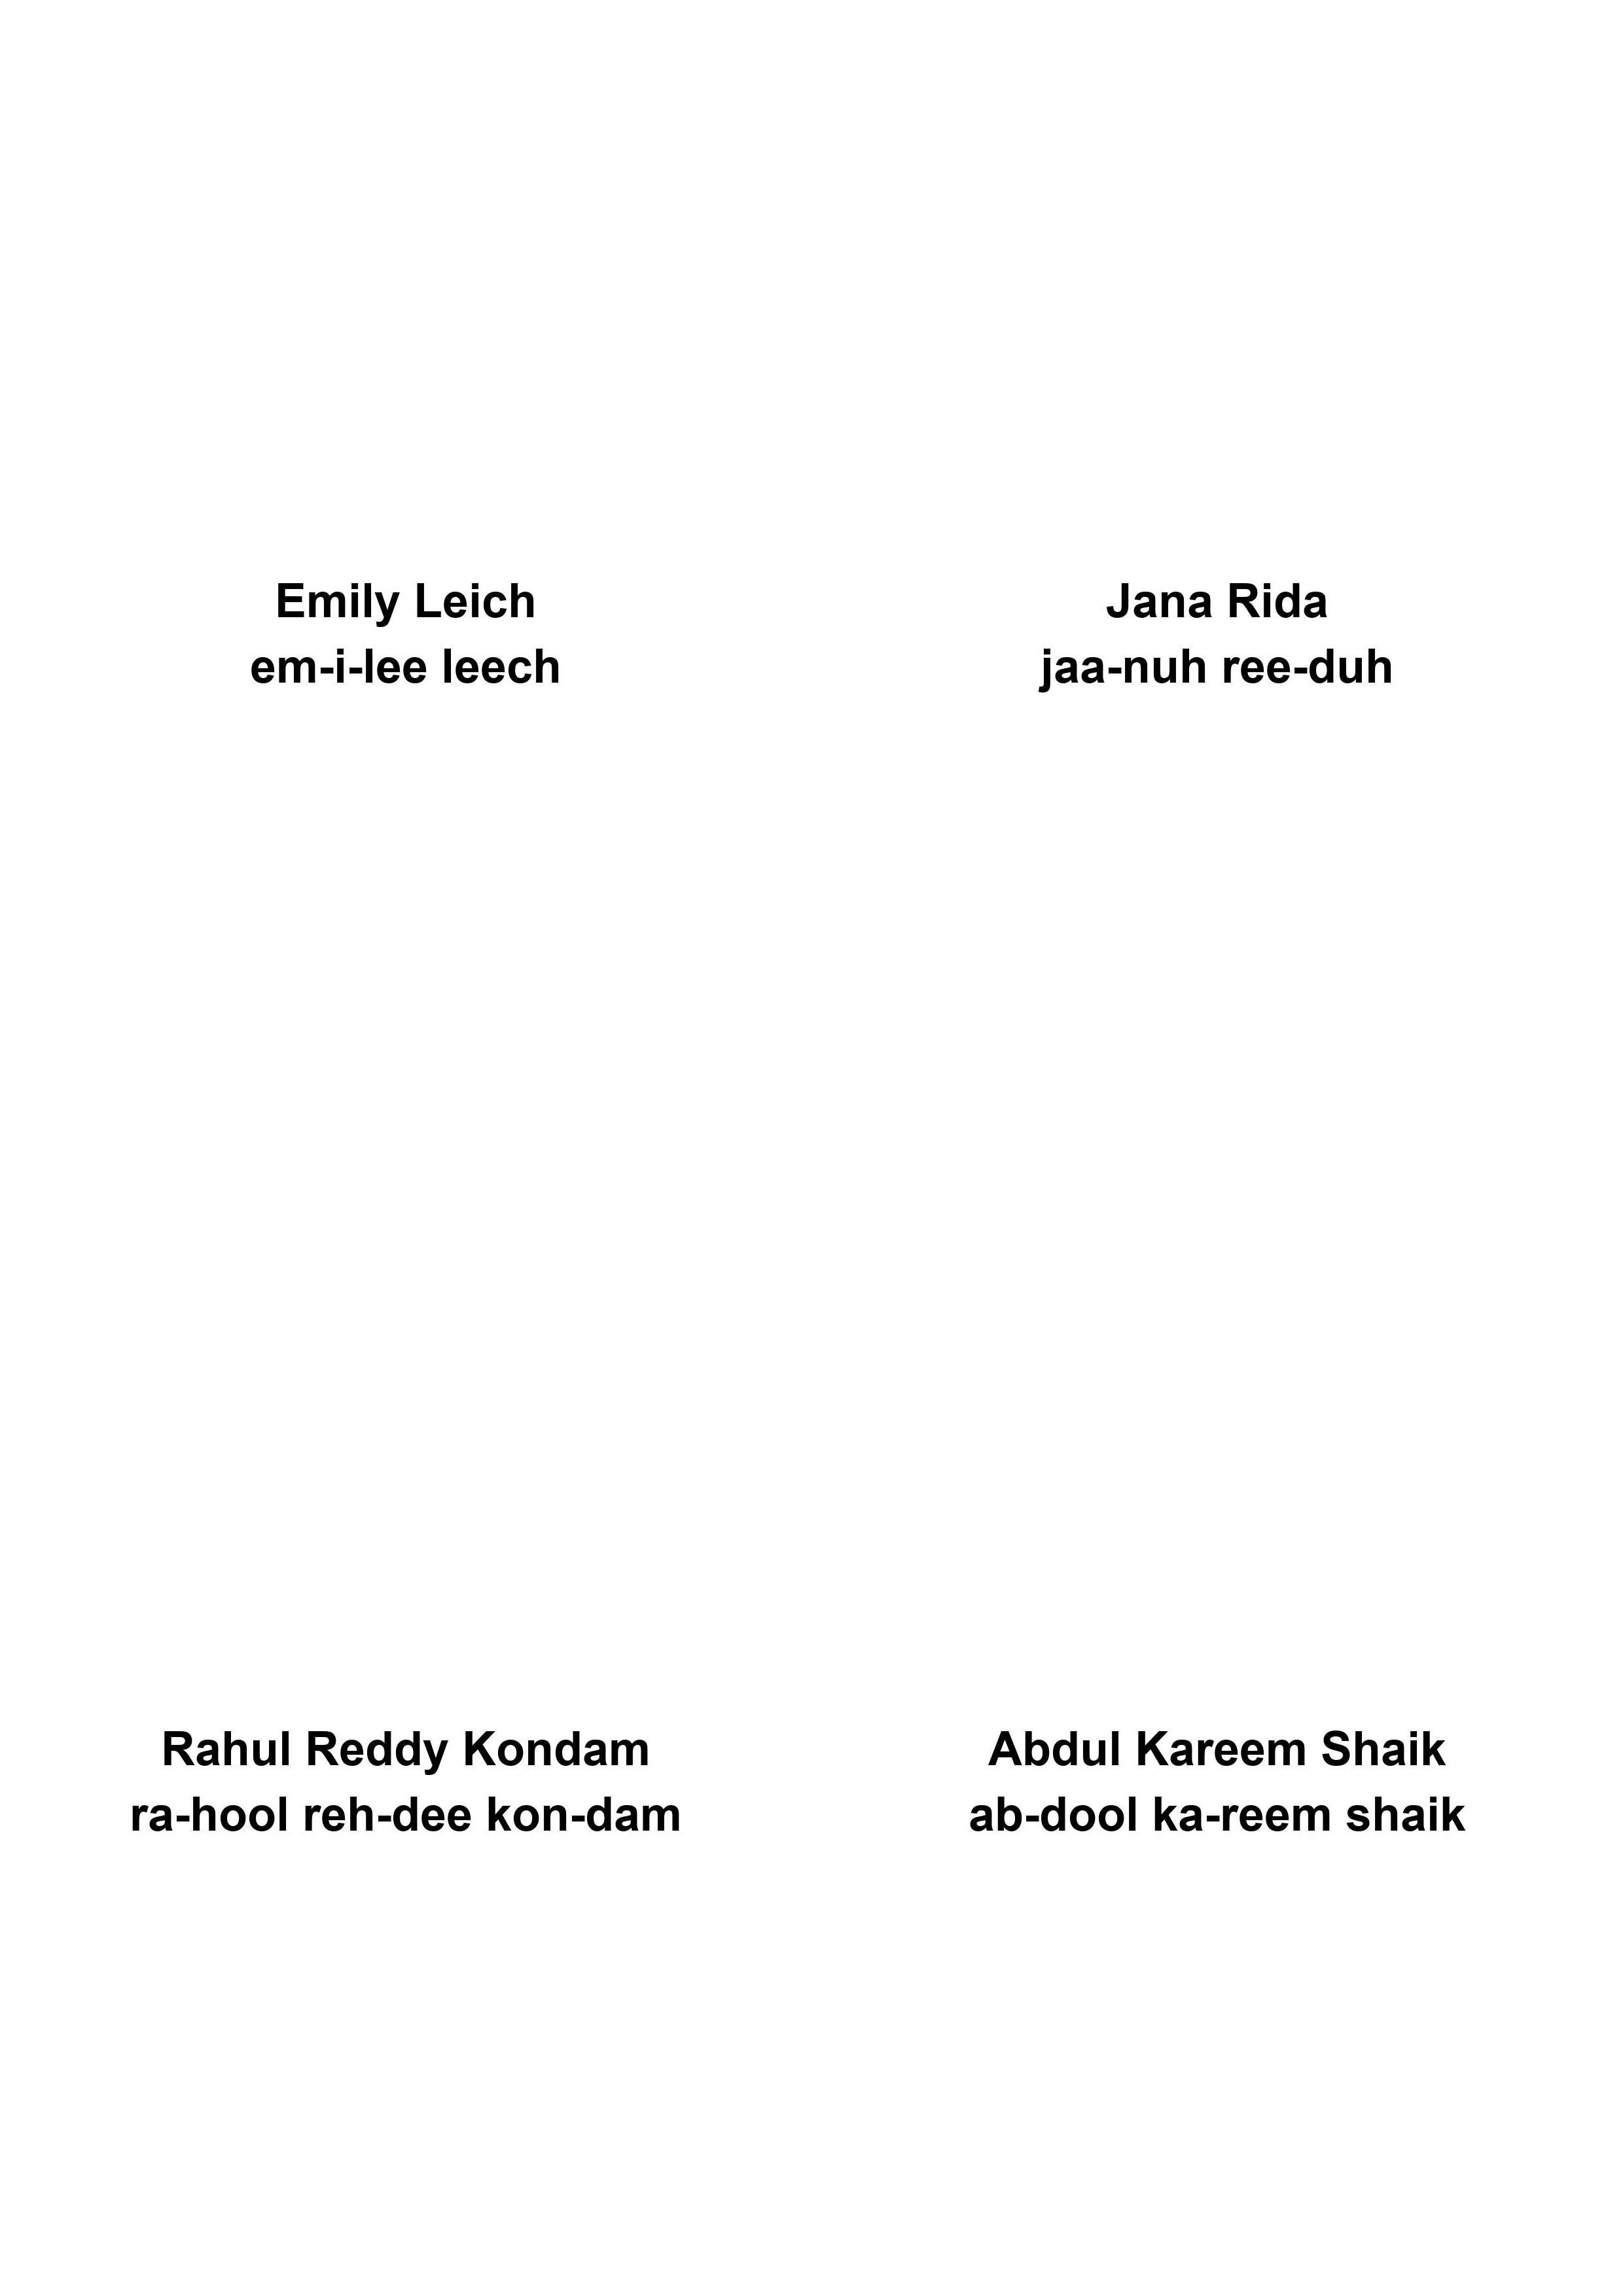 Emily Leich
em-i-lee leech
Jana Rida
jaa-nuh ree-duh
Rahul Reddy Kondam
ra-hool reh-dee kon-dam
Abdul Kareem Shaik
ab-dool ka-reem shaik